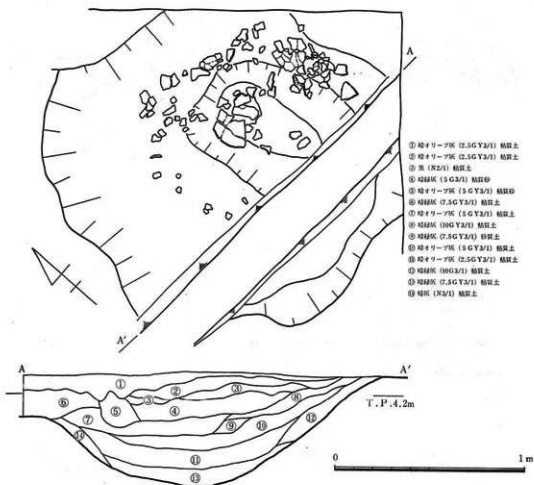 A
① 暗オリーブ灰 (2.5GY3/1) 粘質土
② 暗オリーブ灰 (2.5GY3/1) 粘質土
③ 黒 (N2/1) 粘質土
④ 暗緑灰 (5G3/1) 粘質砂
⑤ 暗オリーブ灰 (5GY3/1) 粘質砂
⑥ 暗緑灰 (7.5GY3/1) 粘質土
⑦ 暗オリーブ灰 (5GY3/1) 粘質土
⑧ 暗緑灰 (10GY3/1) 粘質土
⑨ 暗緑灰 (7.5GY3/1) 砂質土
⑩ 暗オリーブ灰 (5GY3/1) 粘質土
⑪ 暗オリーブ灰 (2.5GY3/1) 粘質土
⑫ 暗緑灰 (10G3/1) 粘質土
⑬ 暗緑灰 (7.5GY3/1) 粘質土
⑭ 暗灰 (N3/1) 粘質土
A'
A
A'
①
②
③
③
④
⑤
⑥
⑦
⑧
⑨
⑩
⑪
⑫
⑬
⑭
T.P.4.2m
0
1m